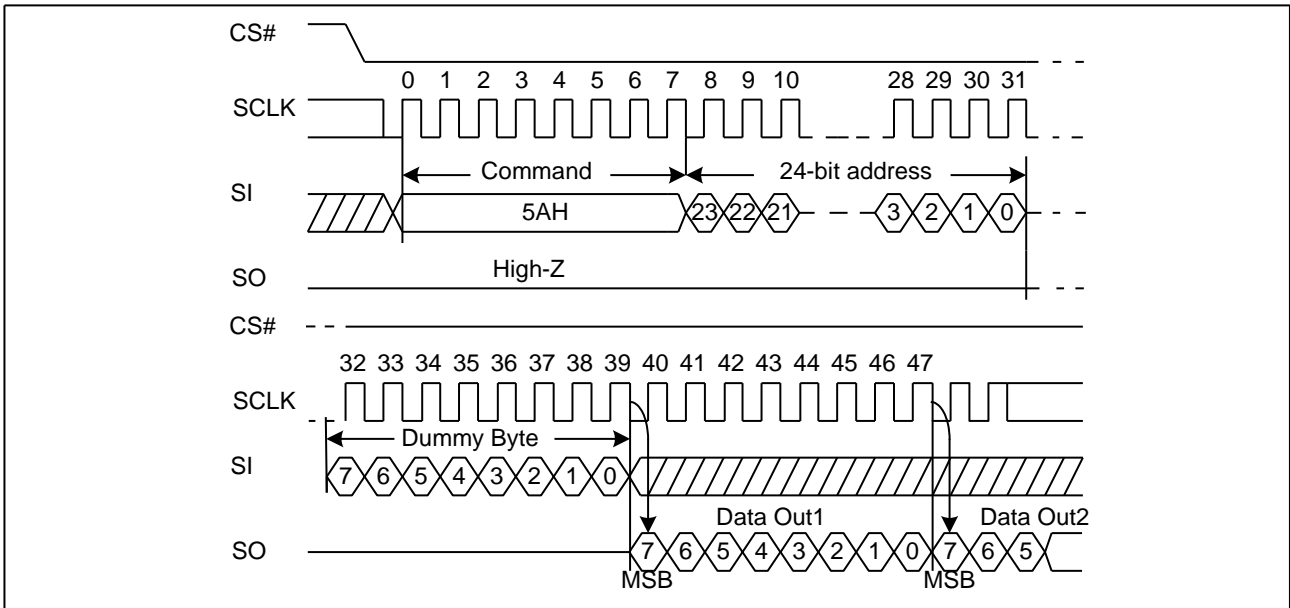 CS#
0 1 2 3 4 5 6 7 8 9 10 28 29 30 31
SCLK
Command 24-bit address
SI
5AH 23 22 21 3 2 1 0
High-Z
SO
CS#
32 33 34 35 36 37 38 39 40 41 42 43 44 45 46 47
SCLK
Dummy Byte
SI
7 6 5 4 3 2 1 0
Data Out1 Data Out2
SO
7 6 5 4 3 2 1 0 7 6 5
MSB MSB